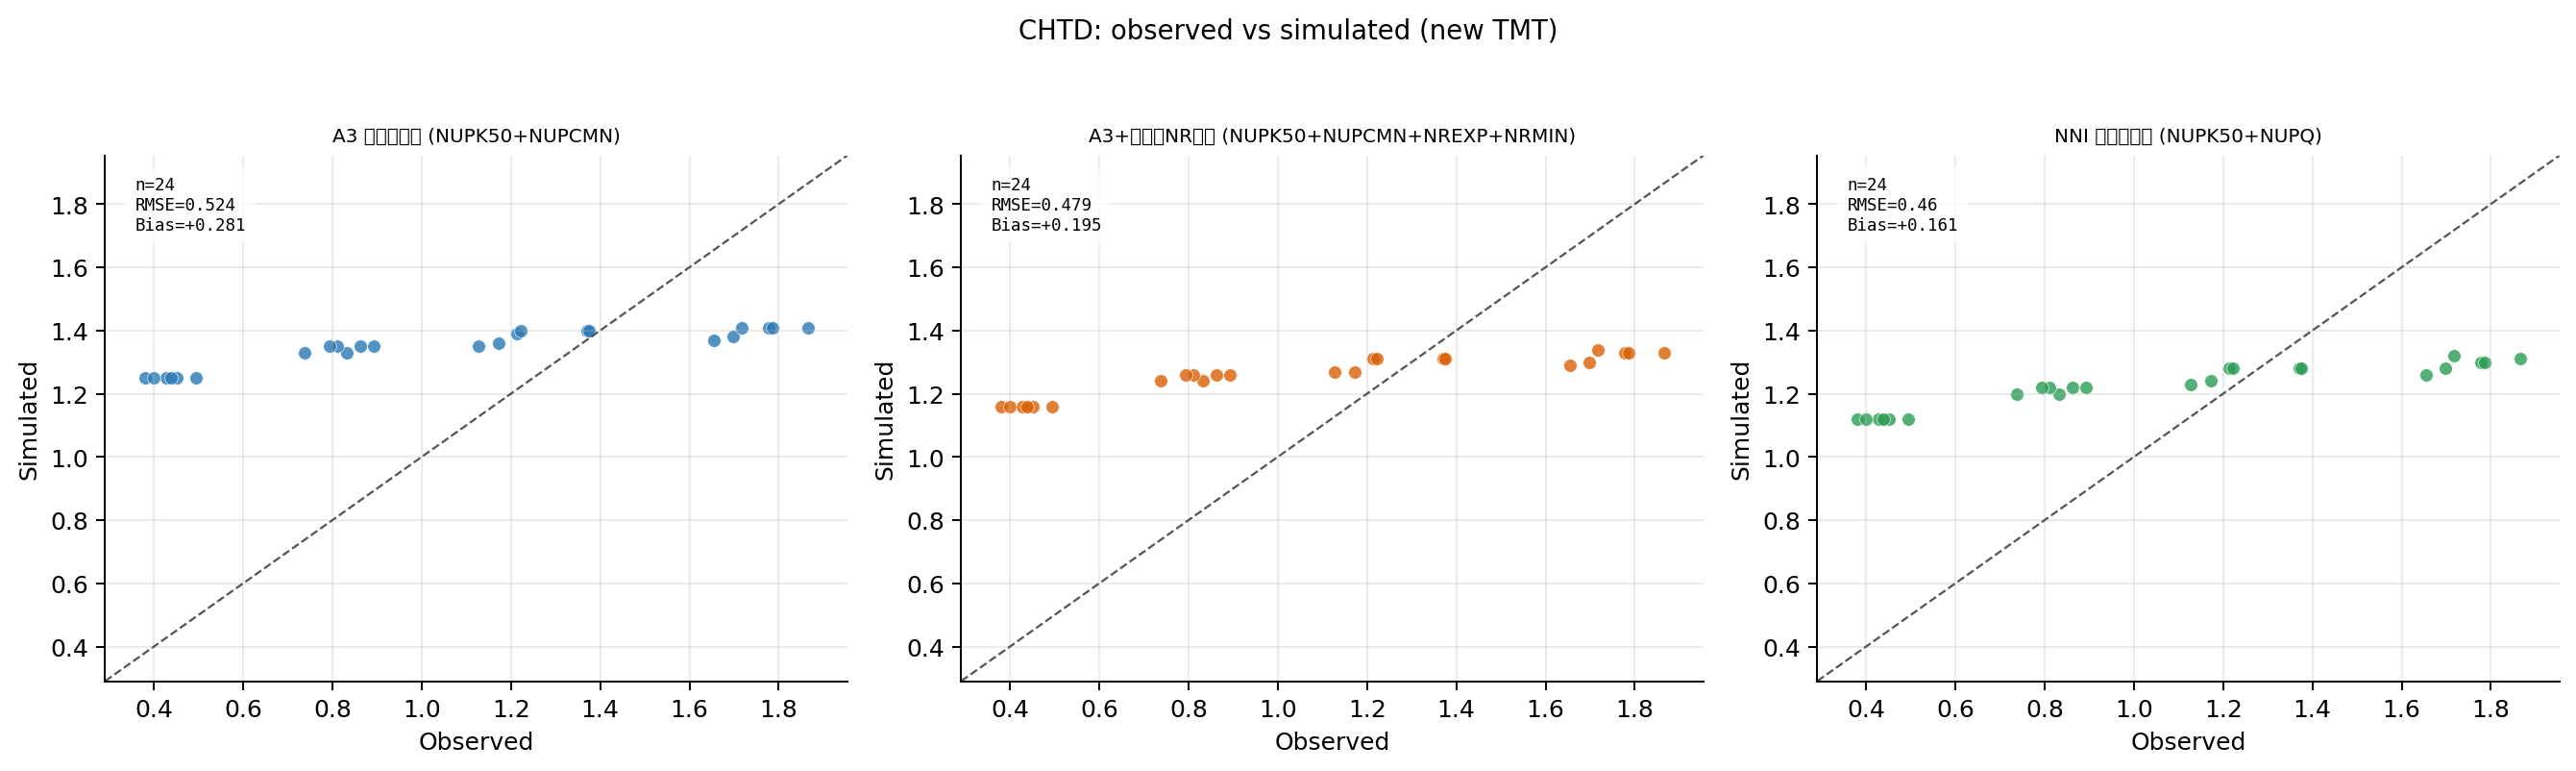 CHTD: observed vs simulated (new TMT)
A3 (NUPK50+NUPCMN)
n=24
RMSE=0.524
Bias=+0.281
1.8
1.6
1.4
1.2
1.0
0.8
0.6
0.4
Simulated
0.4 0.6 0.8 1.0 1.2 1.4 1.6 1.8
Observed
A3+ NR (NUPK50+NUPCMN+NREXP+NRMIN)
n=24
RMSE=0.479
Bias=+0.195
1.8
1.6
1.4
1.2
1.0
0.8
0.6
0.4
Simulated
0.4 0.6 0.8 1.0 1.2 1.4 1.6 1.8
Observed
NNI (NUPK50+NUPQ)
n=24
RMSE=0.46
Bias=+0.161
1.8
1.6
1.4
1.2
1.0
0.8
0.6
0.4
Simulated
0.4 0.6 0.8 1.0 1.2 1.4 1.6 1.8
Observed